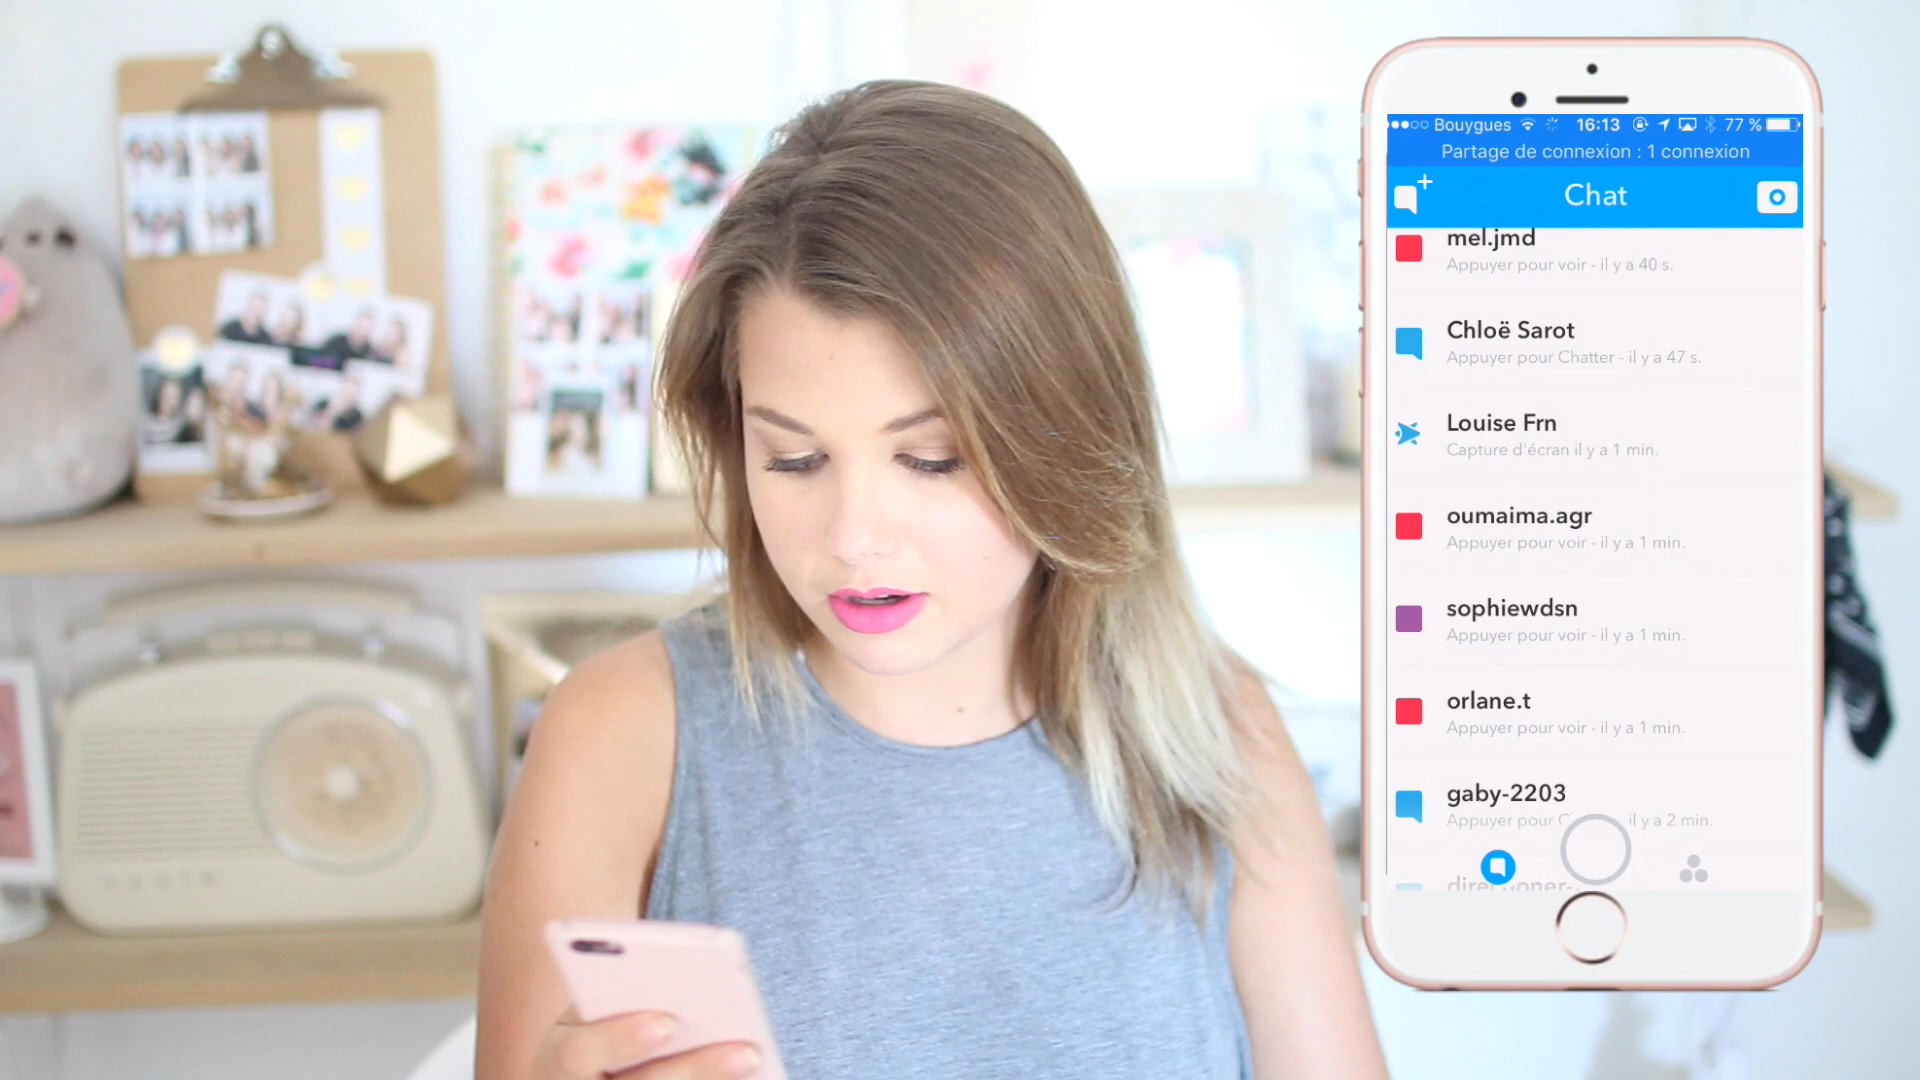 Bouygues 16:13 77 %
Partage de connexion : 1 connexion
Chat
mel.jmd
Appuyer pour voir - il y a 40 s.
Chloë Sarot
Appuyer pour Chatter - il y a 47 s.
Louise Frn
Capture d'écran il y a 1 min.
oumaima.agr
Appuyer pour voir - il y a 1 min.
sophiewdsn
Appuyer pour voir - il y a 1 min.
orlane.t
Appuyer pour voir - il y a 1 min.
gaby-2203
Appuyer pour il y a 2 min.